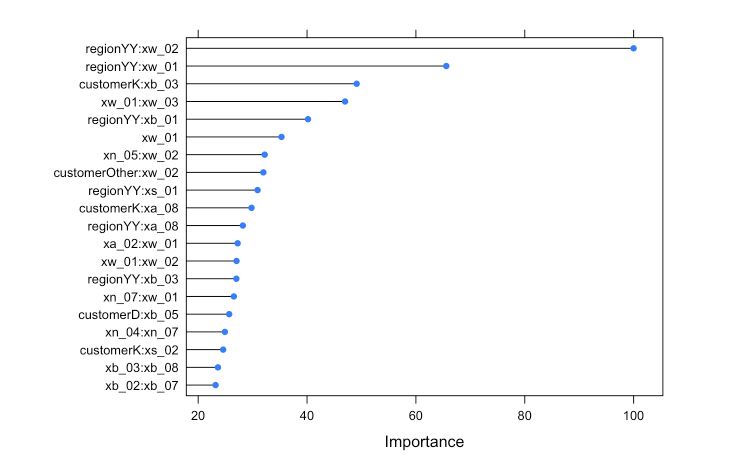 regionYY:xw_02
regionYY:xw_01
customerK:xb_03
xw_01:xw_03
regionYY:xb_01
xw_01
xn_05:xw_02
customerOther:xw_02
regionYY:xs_01
customerK:xa_08
regionYY:xa_08
xa_02:xw_01
xw_01:xw_02
regionYY:xb_03
xn_07:xw_01
customerD:xb_05
xn_04:xn_07
customerK:xs_02
xb_03:xb_08
xb_02:xb_07
20 40 60 80 100
Importance